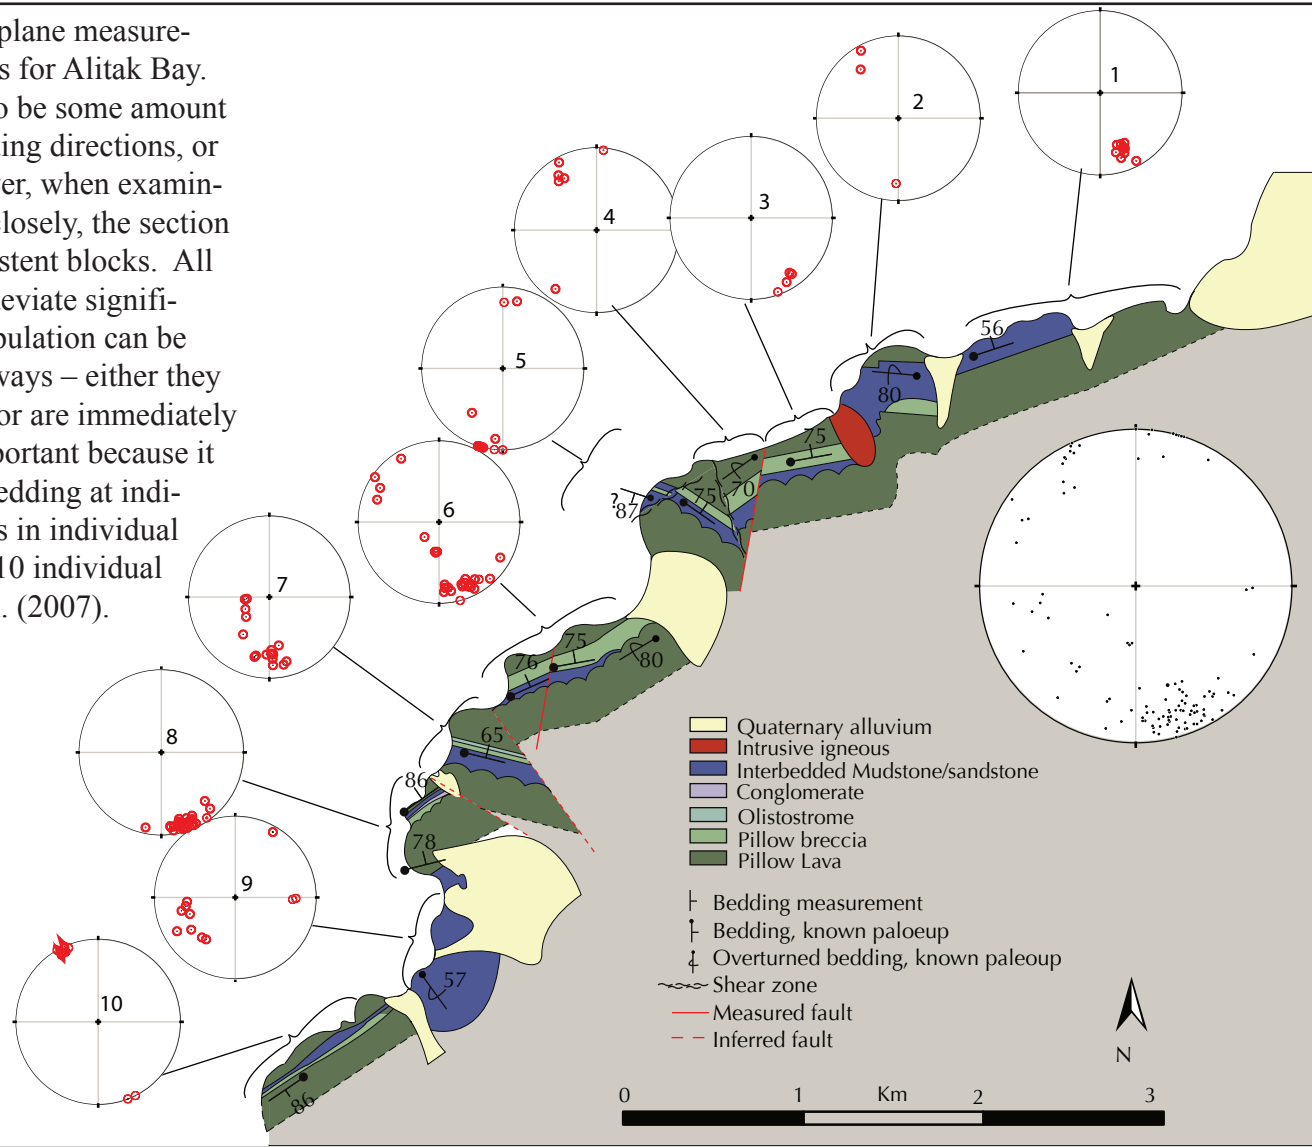 plane measure-
s for Alitak Bay.
o be some amount
ing directions, or
er, when examin-
closely, the section
stent blocks. All
eviate signifi-
pulation can be
ways – either they
or are immediately
portant because it
edding at indi-
s in individual
10 individual
. (2007).
1
2
3
4
5
6
7
8
9
10
56
80
75
70
75
?
87
75
76
80
65
86
78
57
86
Quaternary alluvium
Intrusive igneous
Interbedded Mudstone/sandstone
Conglomerate
Olistostrome
Pillow breccia
Pillow Lava
Bedding measurement
Bedding, known paloeup
Overturned bedding, known paleoup
Shear zone
Measured fault
Inferred fault
N
0 1 Km 2 3